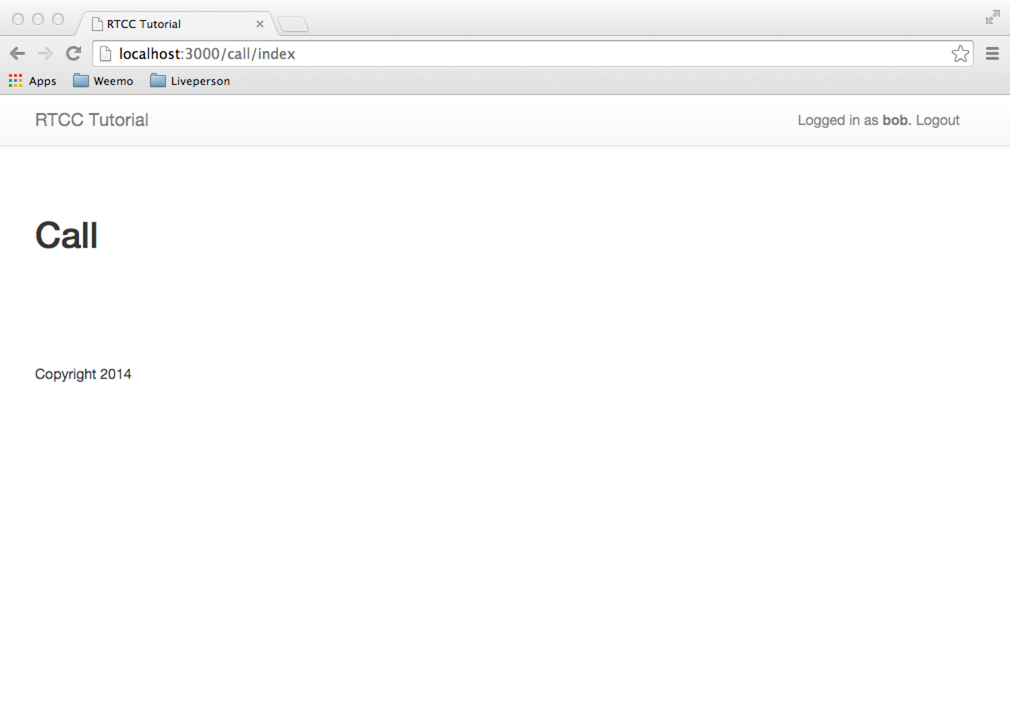 RTCC Tutorial
localhost:3000/call/index
Apps Weemo Liveperson
RTCC Tutorial Logged in as bob. Logout
Call
Copyright 2014